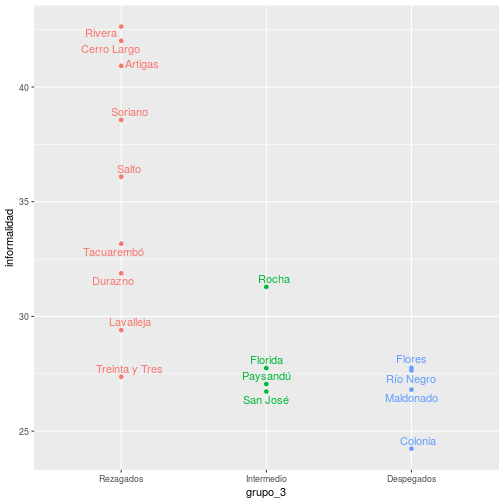 Rivera
Cerro Largo
Artigas
40
Soriano
35
Salto
Tacuarembó
Durazno
Rocha
30
Lavalleja
Treinta y Tres
Florida
Paysandú
San José
Flores
Río Negro
Maldonado
25
Colonia
informalidad
Rezagados
Intermedio
Despegados
grupo_3